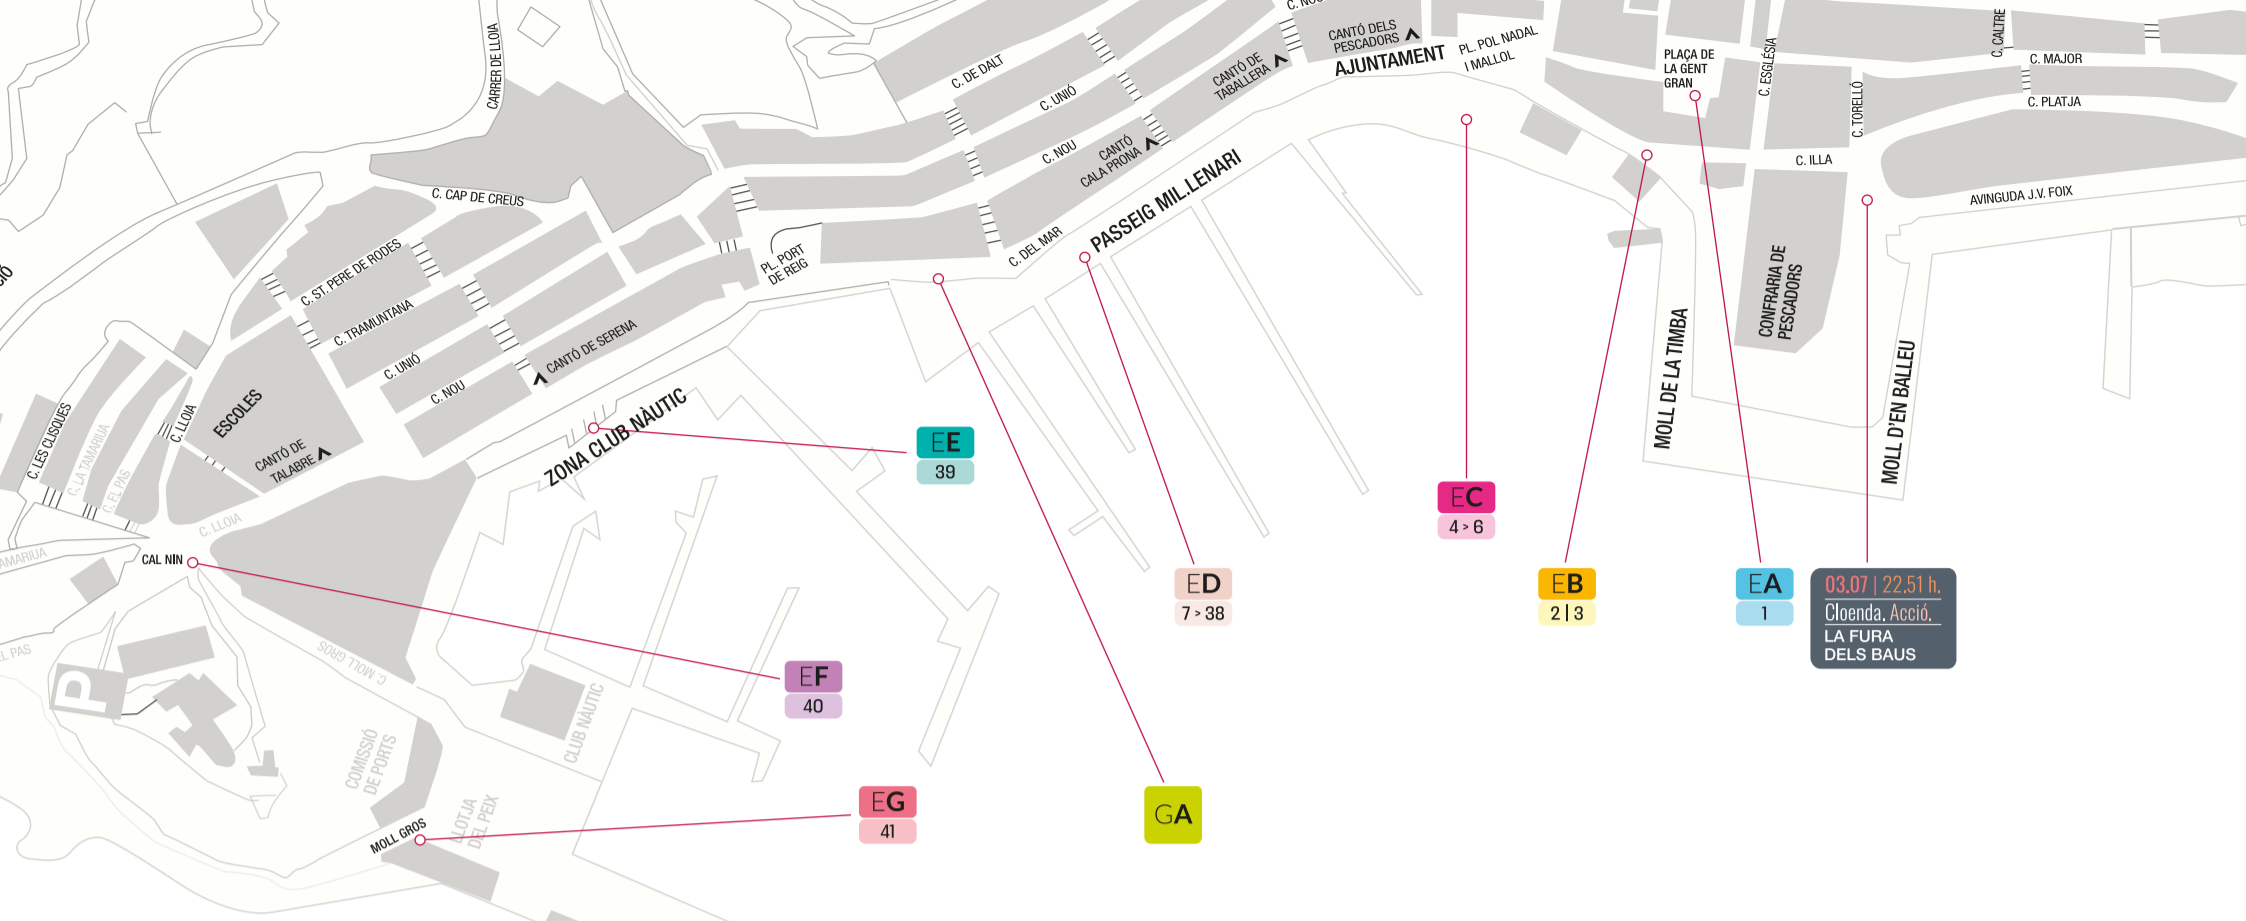 C. NOU
CANTÓ DELS
PESCADORS
AJUNTAMENT
PL. POL NADAL
I MALLOL
PLAÇA DE
LA GENT
GRAN
C. ESGLÉSIA
C. CALTRE
C. MAJOR
C. PLATJA
C. TORELLÓ
C. ILLA
AVINGUDA J.V. FOIX
CARRER DE LLOIA
C. DE DALT
C. UNIÓ
C. NOU
CANTÓ DE
TABALLERA
CANTÓ
CALA PRONA
PASSEIG MIL.LENARI
C. DEL MAR
PL. PORT
DE REIG
C. CAP DE CREUS
C. ST. PERE DE RODES
C. TRAMUNTANA
C. UNIÓ
C. NOU
CANTÓ DE SERENA
ESCOLES
CANTÓ DE
TALABRE
C. LLOIA
C. LES CLISQUES
C. LA TAMARIUA
C. EL PAS
C. LLOIA
ZONA CLUB NÀUTIC
CONFRARIA DE
PESCADORS
MOLL DE LA TIMBA
MOLL D'EN BALLEU
EE
39
EC
4 > 6
ED
7 > 38
EB
2 | 3
EA
1
03.07 | 22.51 h.
Cloenda. Acció.
LA FURA
DELS BAUS
CAL NIN
AMARIUA
L PAS
P
C. MOLL GROS
EF
40
CLUB NÀUTIC
COMISSIÓ
DE PORTS
LLOTJA
DEL PEIX
MOLL GROS
EG
41
GA